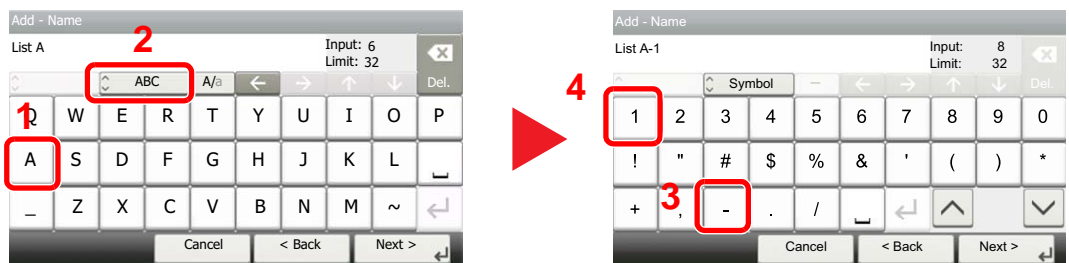 Add - Name
List A
Input: 6
Limit: 32
2
ABC
A/a
Del.
1
Q W E R T Y U I O P
A S D F G H J K L
_ Z X C V B N M ~
Cancel < Back Next >
Add - Name
List A-1
Input: 8
Limit: 32
4
Symbol
Del.
1 2 3 4 5 6 7 8 9 0
! " # $ % & ' ( ) *
+ , - . /
3
Cancel < Back Next >